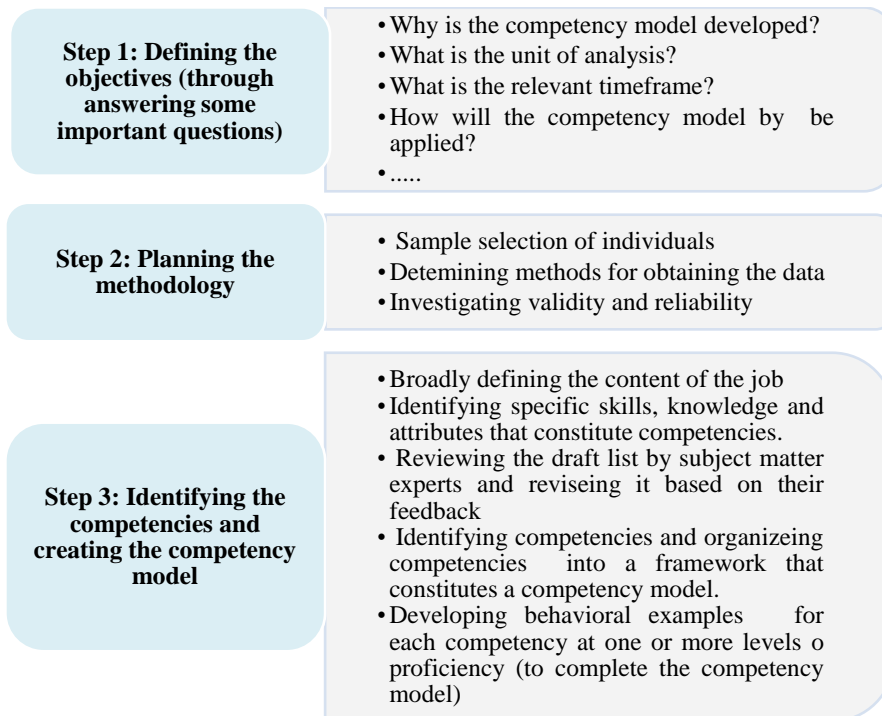 Step 1: Defining the
objectives (through
answering some
important questions)
•Why is the competency model developed?
•What is the unit of analysis?
•What is the relevant timeframe?
•How will the competency model by be
applied?
•.....
Step 2: Planning the
methodology
• Sample selection of individuals
•Detemining methods for obtaining the data
•Investigating validity and reliability
Step 3: Identifying the
competencies and
creating the competency
model
•Broadly defining the content of the job
•Identifying specific skills, knowledge and
attributes that constitute competencies.
• Reviewing the draft list by subject matter
experts and reviseing it based on their
feedback
• Identifying competencies and organizeing
competencies into a framework that
constitutes a competency model.
•Developing behavioral examples for
each competency at one or more levels o
proficiency (to complete the competency
model)